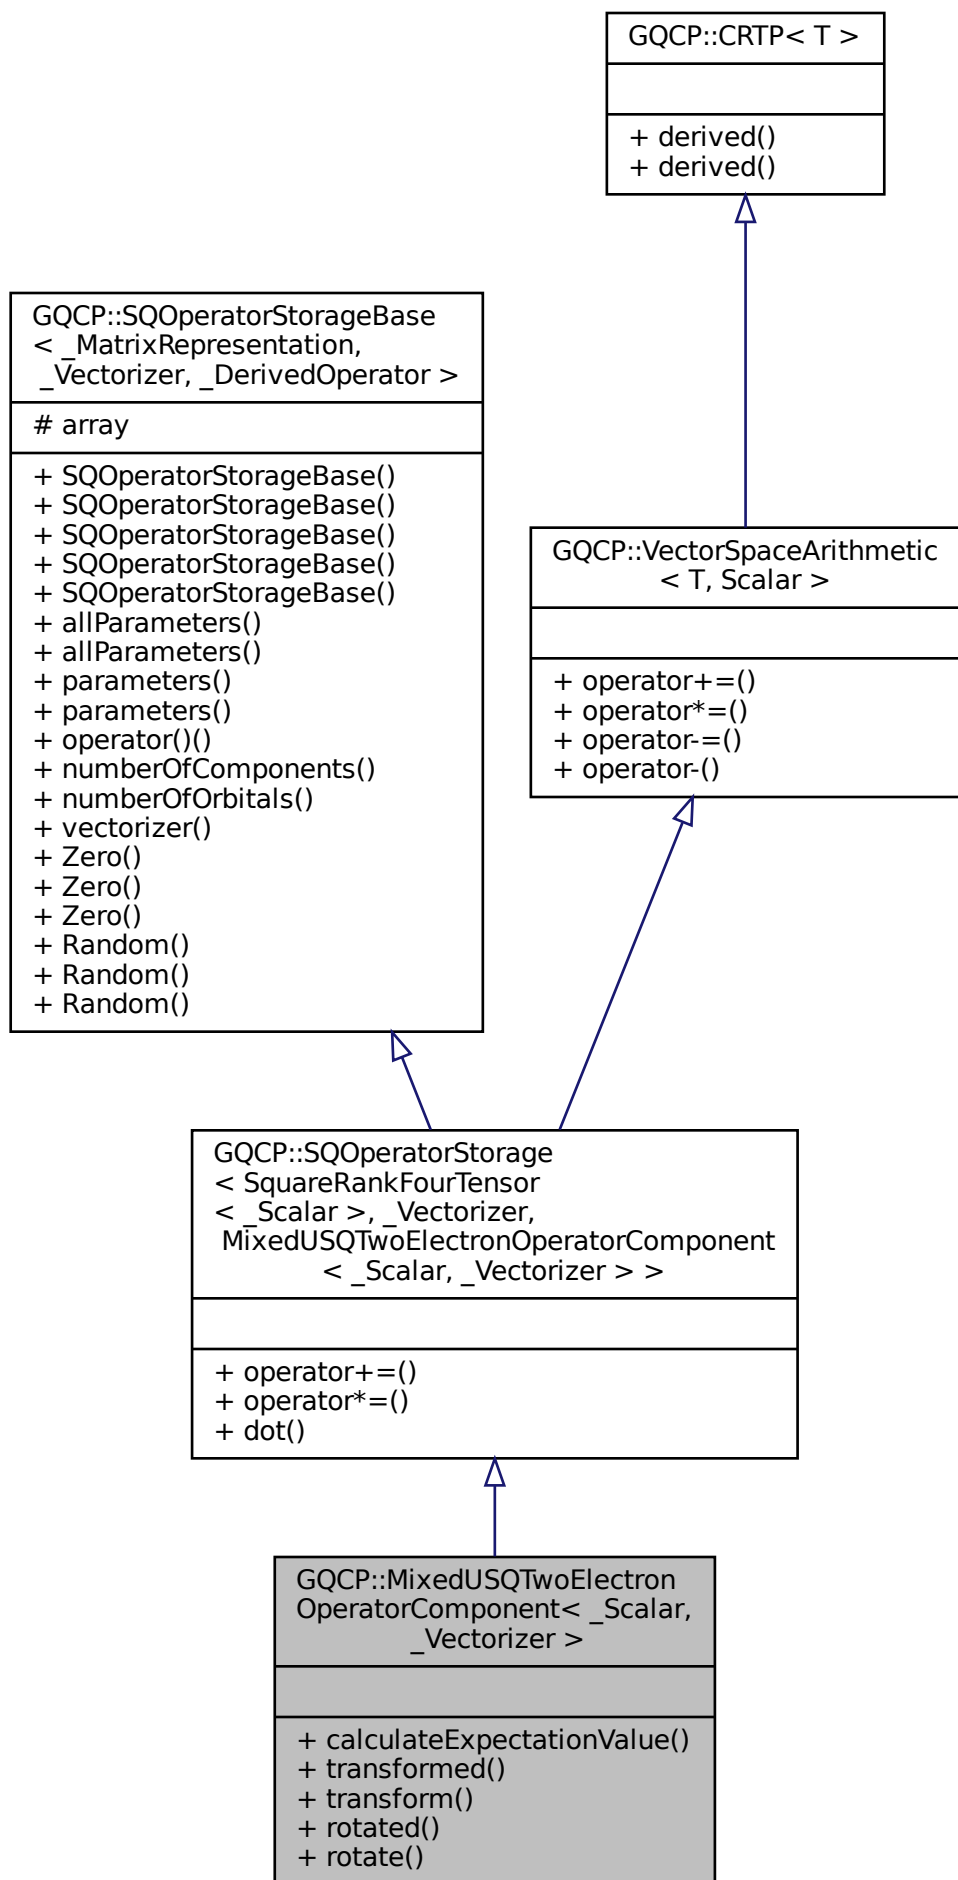 GQCP::CRTP< T >
+ derived()
+ derived()
GQCP::SQOperatorStorageBase
< _MatrixRepresentation,
_Vectorizer, _DerivedOperator >
# array
+ SQOperatorStorageBase()
+ SQOperatorStorageBase()
+ SQOperatorStorageBase()
+ SQOperatorStorageBase()
+ SQOperatorStorageBase()
+ allParameters()
+ allParameters()
+ parameters()
+ parameters()
+ operator()()
+ numberOfComponents()
+ numberOfOrbitals()
+ vectorizer()
+ Zero()
+ Zero()
+ Zero()
+ Random()
+ Random()
+ Random()
GQCP::VectorSpaceArithmetic
< T, Scalar >
+ operator+=()
+ operator*=()
+ operator-=()
+ operator-()
GQCP::SQOperatorStorage
< SquareRankFourTensor
< _Scalar >, _Vectorizer,
MixedUSQTwoElectronOperatorComponent
< _Scalar, _Vectorizer > >
+ operator+=()
+ operator*=()
+ dot()
GQCP::MixedUSQTwoElectron
OperatorComponent< _Scalar,
_Vectorizer >
+ calculateExpectationValue()
+ transformed()
+ transform()
+ rotated()
+ rotate()